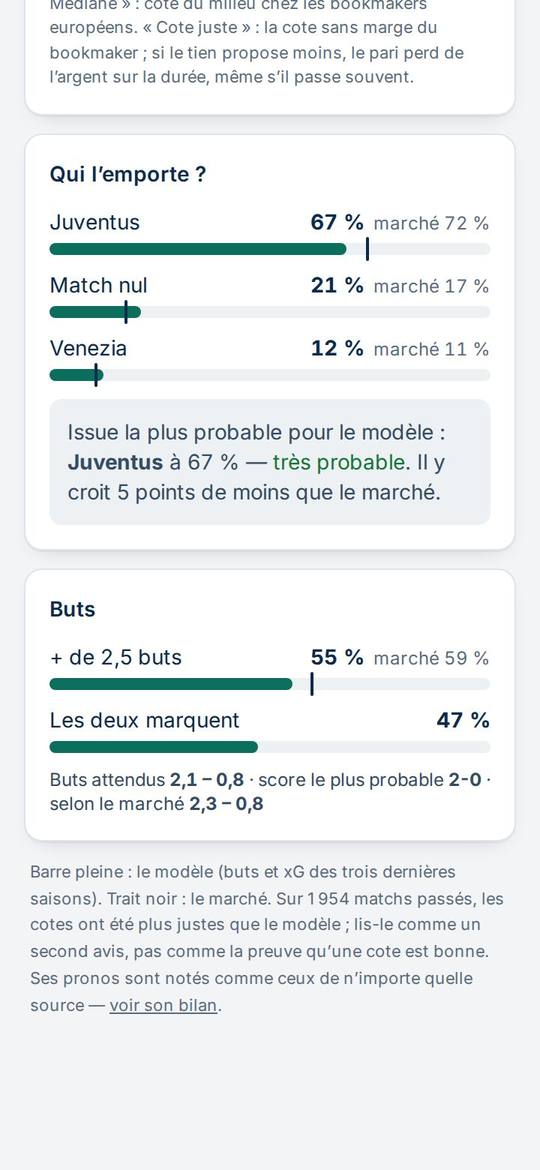 Médiane » : cote du milieu chez les bookmakers
européens. « Cote juste » : la cote sans marge du
bookmaker ; si le tien propose moins, le pari perd de
l’argent sur la durée, même s’il passe souvent.
Qui l’emporte ?
Juventus 67 % marché 72 %
Match nul 21 % marché 17 %
Venezia 12 % marché 11 %
Issue la plus probable pour le modèle :
Juventus à 67 % — très probable. Il y
croit 5 points de moins que le marché.
Buts
+ de 2,5 buts 55 % marché 59 %
Les deux marquent 47 %
Buts attendus 2,1 – 0,8 · score le plus probable 2-0 ·
selon le marché 2,3 – 0,8
Barre pleine : le modèle (buts et xG des trois dernières
saisons). Trait noir : le marché. Sur 1 954 matchs passés, les
cotes ont été plus justes que le modèle ; lis-le comme un
second avis, pas comme la preuve qu’une cote est bonne.
Ses pronos sont notés comme ceux de n’importe quelle
source — voir son bilan.